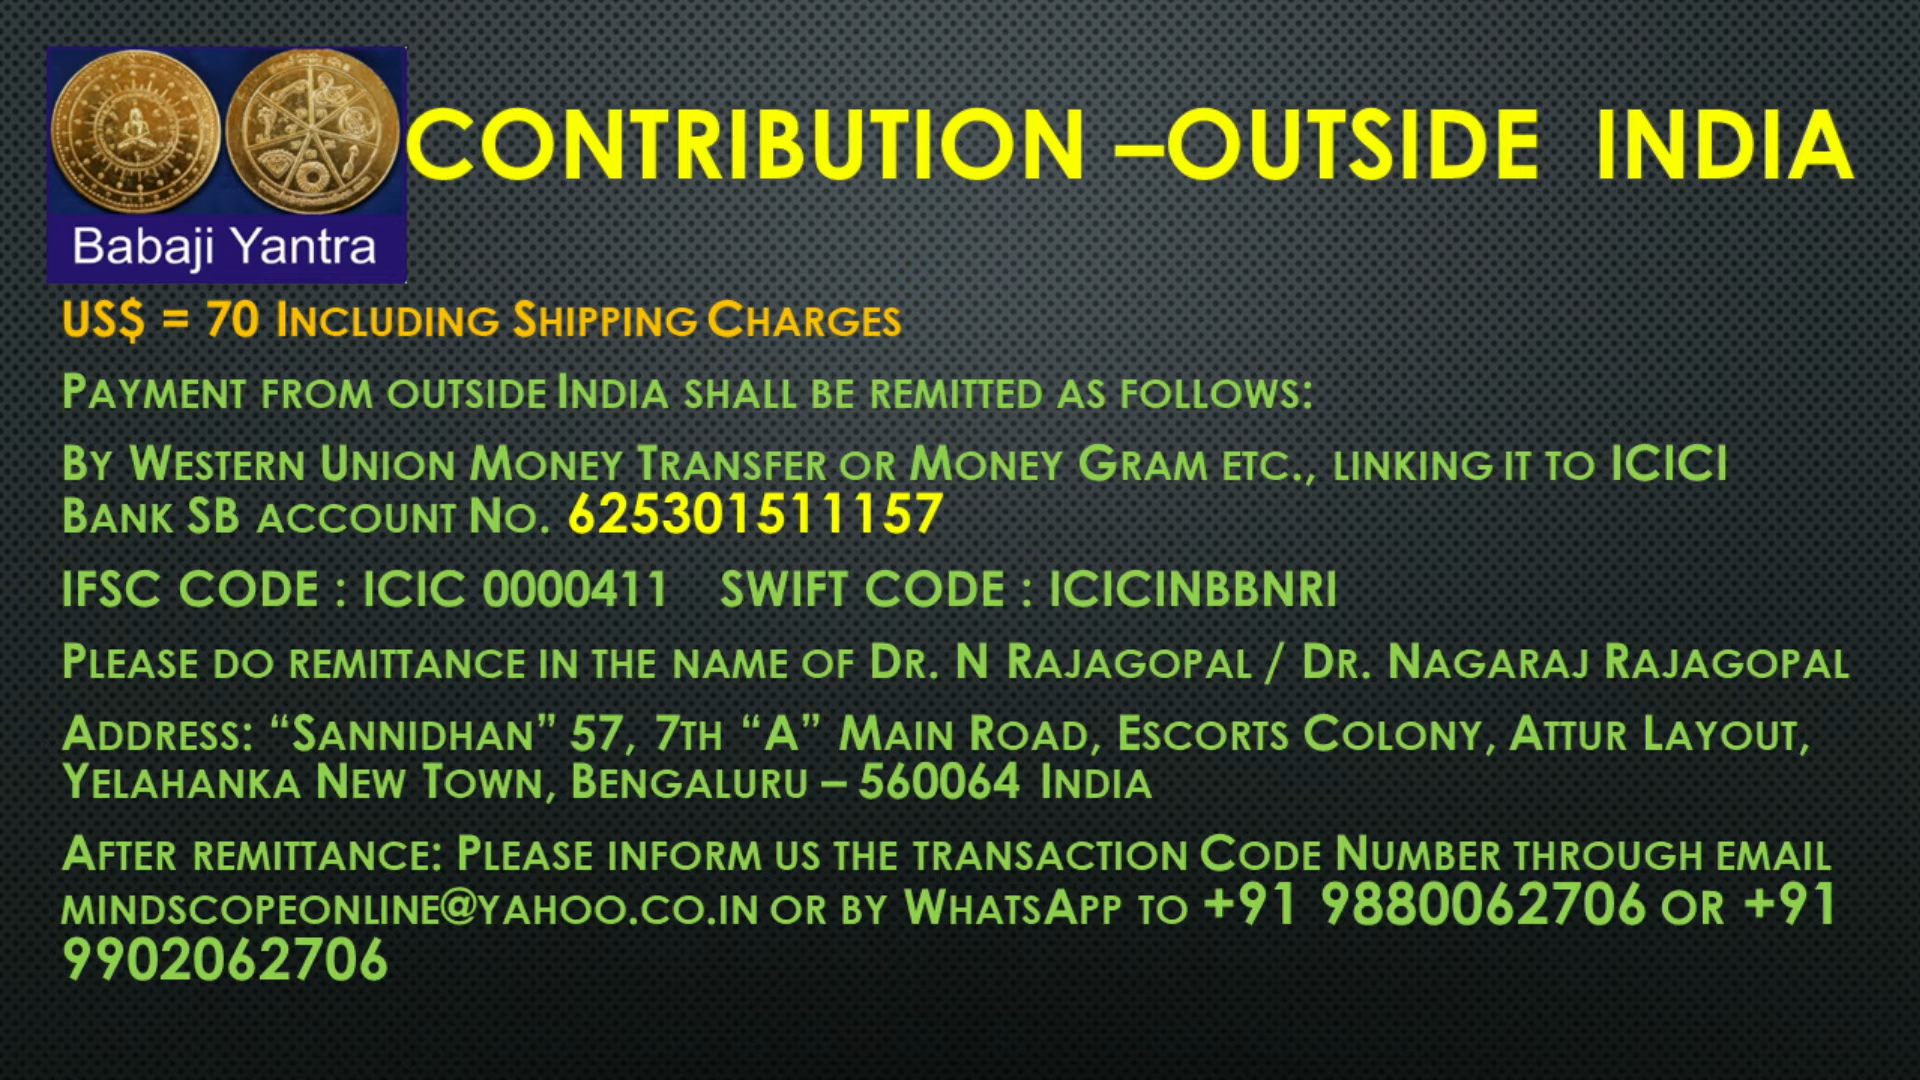 CONTRIBUTION –OUTSIDE INDIA
Babaji Yantra
US$ = 70 INCLUDING SHIPPING CHARGES
PAYMENT FROM OUTSIDE INDIA SHALL BE REMITTED AS FOLLOWS:
BY WESTERN UNION MONEY TRANSFER OR MONEY GRAM ETC., LINKING IT TO ICICI
BANK SB ACCOUNT NO. 625301511157
IFSC CODE : ICIC 0000411 SWIFT CODE : ICICINBBNRI
PLEASE DO REMITTANCE IN THE NAME OF DR. N RAJAGOPAL / DR. NAGARAJ RAJAGOPAL
ADDRESS: “SANNIDHAN” 57, 7TH “A” MAIN ROAD, ESCORTS COLONY, ATTUR LAYOUT,
YELAHANKA NEW TOWN, BENGALURU – 560064 INDIA
AFTER REMITTANCE: PLEASE INFORM US THE TRANSACTION CODE NUMBER THROUGH EMAIL
MINDSCOPEONLINE@YAHOO.CO.IN OR BY WHATSAPP TO +91 9880062706 OR +91
9902062706